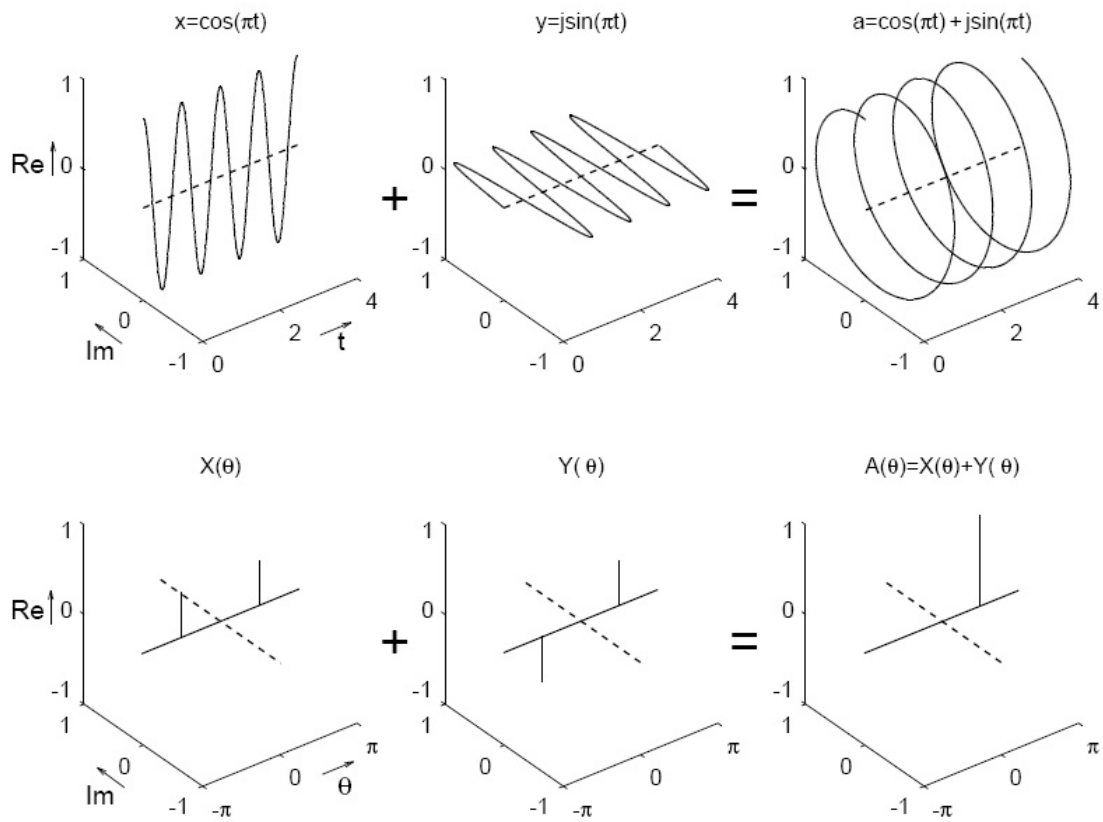 x=cos(πt) y=jsin(πt) a=cos(πt)+jsin(πt)
1 1 1
Re 0 + 0 = 0
-1 -1 -1
1 4 1 4 1 4
0 2 0 2 0 2
Im t
-1 0 -1 0 -1 0
X(θ) Y( θ) A(θ)=X(θ)+Y( θ)
1 1 1
Re 0 + 0 = 0
-1 -1 -1
1 π 1 π 1 π
0 0 0 0 0 0
Im θ
-1 -π -1 -π -1 -π